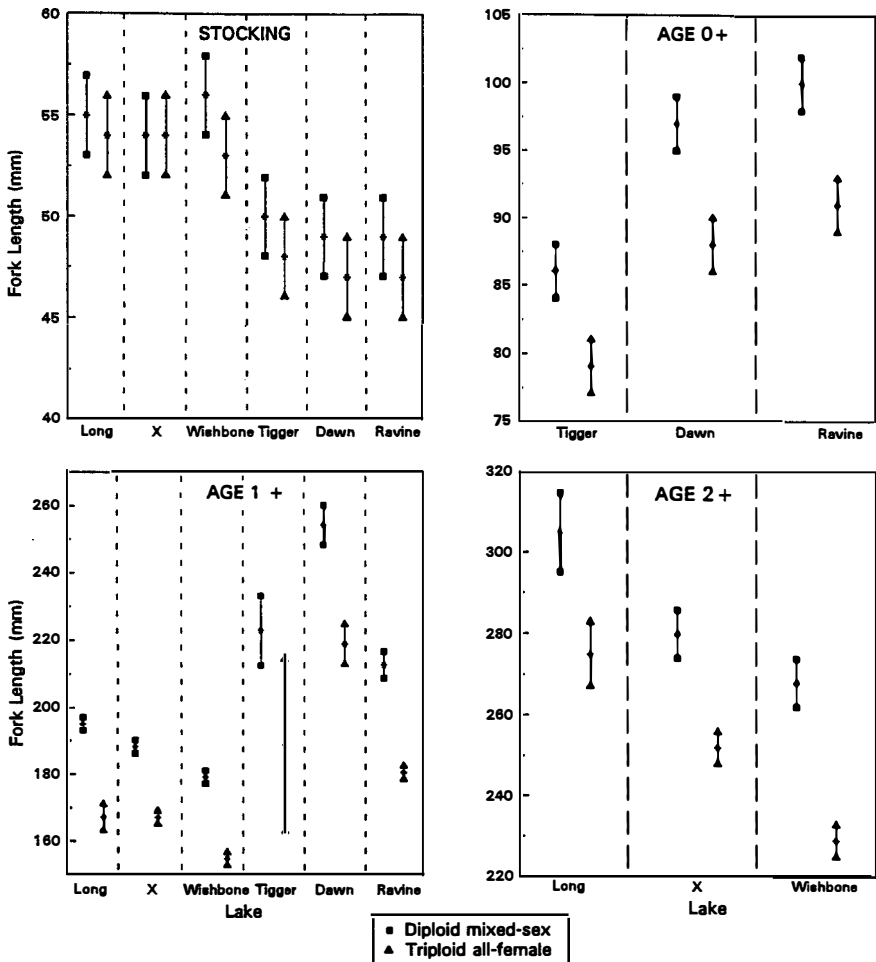 STOCKING
60
55
50
45
40
Fork Length (mm)
Long X Wishbone Tigger Dawn Ravine
AGE 0+
105
100
95
90
85
80
75
Tigger Dawn Ravine
AGE 1 +
260
240
220
200
180
160
Fork Length (mm)
Long X Wishbone Tigger Dawn Ravine
Lake
AGE 2+
320
310
300
290
280
260
240
230
220
Long X Wishbone
Lake
Diploid mixed-sex
Triploid all-female